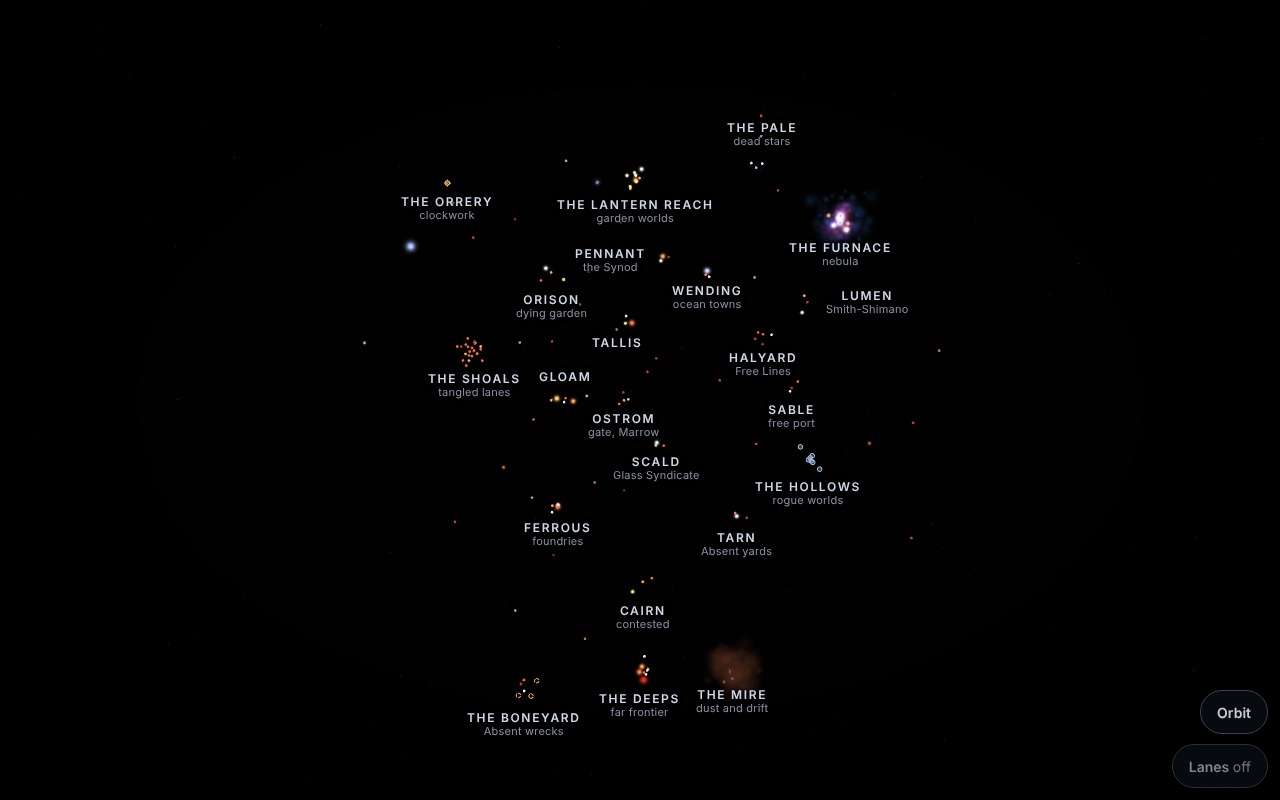 THE PALE
dead stars
THE ORRERY
clockwork
THE LANTERN REACH
garden worlds
THE FURNACE
nebula
PENNANT
the Synod
WENDING
ocean towns
ORISON
dying garden
LUMEN
Smith-Shimano
TALLIS
HALYARD
Free Lines
THE SHOALS
tangled lanes
GLOAM
OSTROM
gate, Marrow
SABLE
free port
SCALD
Glass Syndicate
THE HOLLOWS
rogue worlds
FERROUS
foundries
TARN
Absent yards
CAIRN
contested
THE DEEPS
far frontier
THE MIRE
dust and drift
THE BONEYARD
Absent wrecks
Orbit
Lanes off